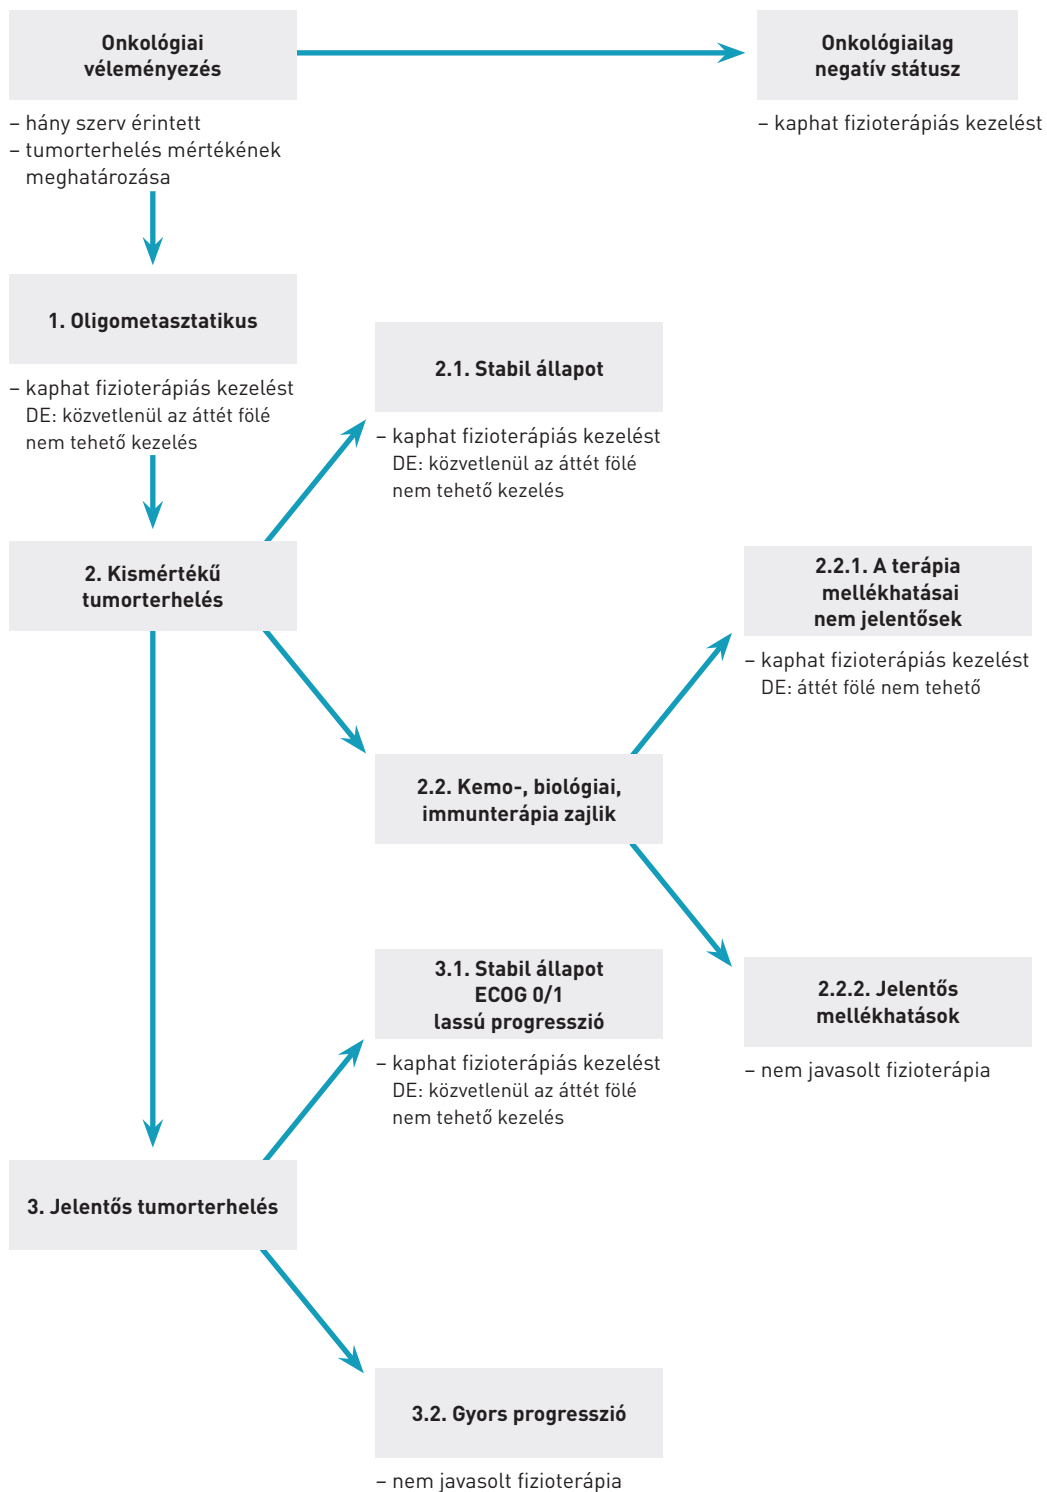 Onkológiai
véleményezés
– hány szerv érintett
– tumorterhelés mértékének
meghatározása
Onkológiailag
negatív státusz
– kaphat fizioterápiás kezelést
1. Oligometasztatikus
– kaphat fizioterápiás kezelést
DE: közvetlenül az áttét fölé
nem tehető kezelés
2.1. Stabil állapot
– kaphat fizioterápiás kezelést
DE: közvetlenül az áttét fölé
nem tehető kezelés
2. Kismértékű
tumorterhelés
2.2.1. A terápia
mellékhatásai
nem jelentősek
– kaphat fizioterápiás kezelést
DE: áttét fölé nem tehető
2.2. Kemo-, biológiai,
immunterápia zajlik
2.2.2. Jelentős
mellékhatások
– nem javasolt fizioterápia
3.1. Stabil állapot
ECOG 0/1
lassú progresszió
– kaphat fizioterápiás kezelést
DE: közvetlenül az áttét fölé
nem tehető kezelés
3. Jelentős tumorterhelés
3.2. Gyors progresszió
– nem javasolt fizioterápia